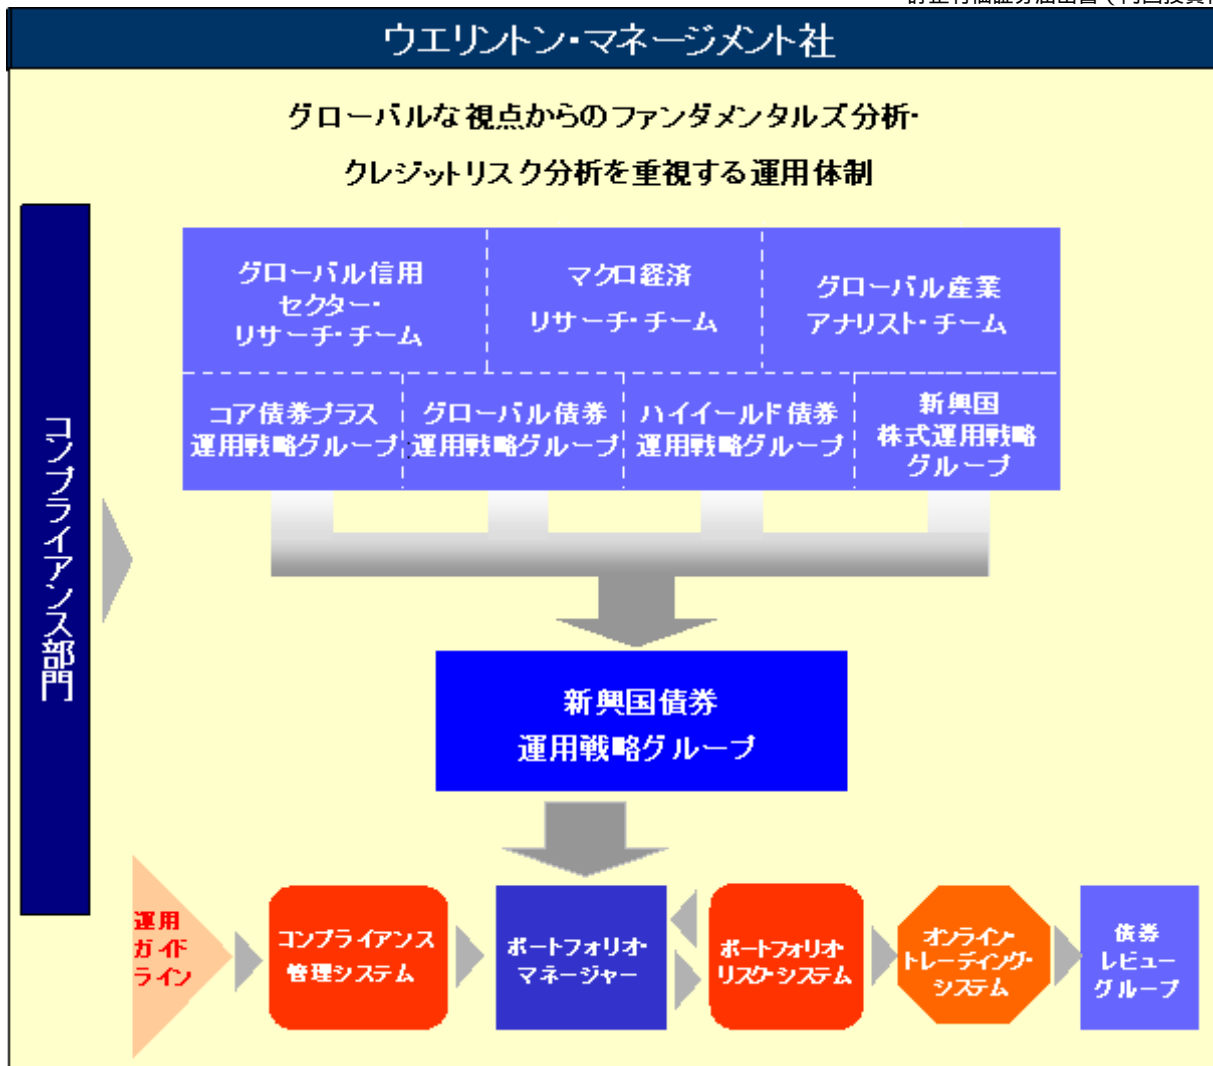 ウエリントン・マネージメント社
グローバルな視点からのファンダメンタルズ分析・
クレジットリスク分析を重視する運用体制
コンプライアンス部門
グローバル信用
セクター・
リサーチ・チーム
マクロ経済
リサーチ・チーム
グローバル産業
アナリスト・チーム
コア債券プラス
運用戦略グループ
グローバル債券
運用戦略グループ
ハイイールド債券
運用戦略グループ
新興国
株式運用戦略
グループ
新興国債券
運用戦略グループ
運用
ガイド
ライン
コンプライアンス
管理システム
ポートフォリオ・
マネージャー
ポートフォリオ・
リスク・システム
オンライン・
トレーディング・
システム
債券
レビュー
グループ